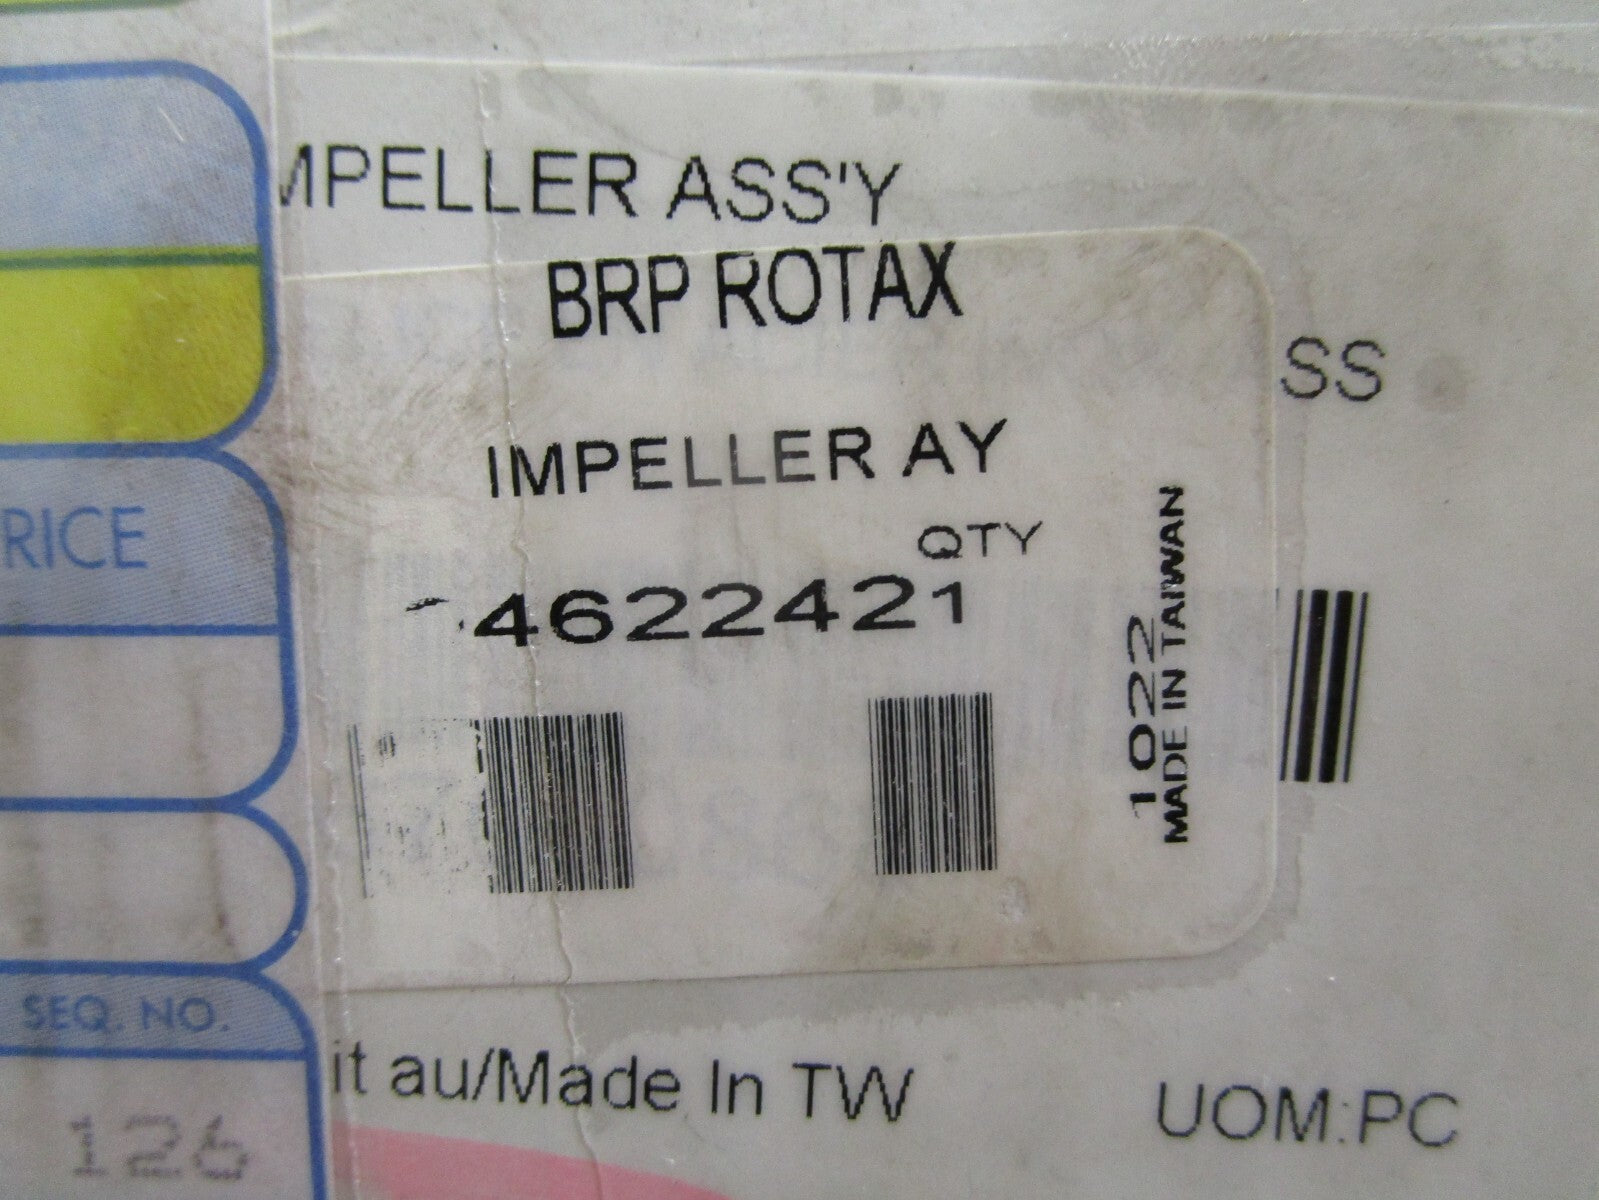 MPELLER ASS'Y
BRP ROTAX
SS
IMPELLER AY
RICE
QTY
4622421
1022
MADE IN TAIWAN
SEQ. NO.
it au/Made In TW
UOM:PC
126